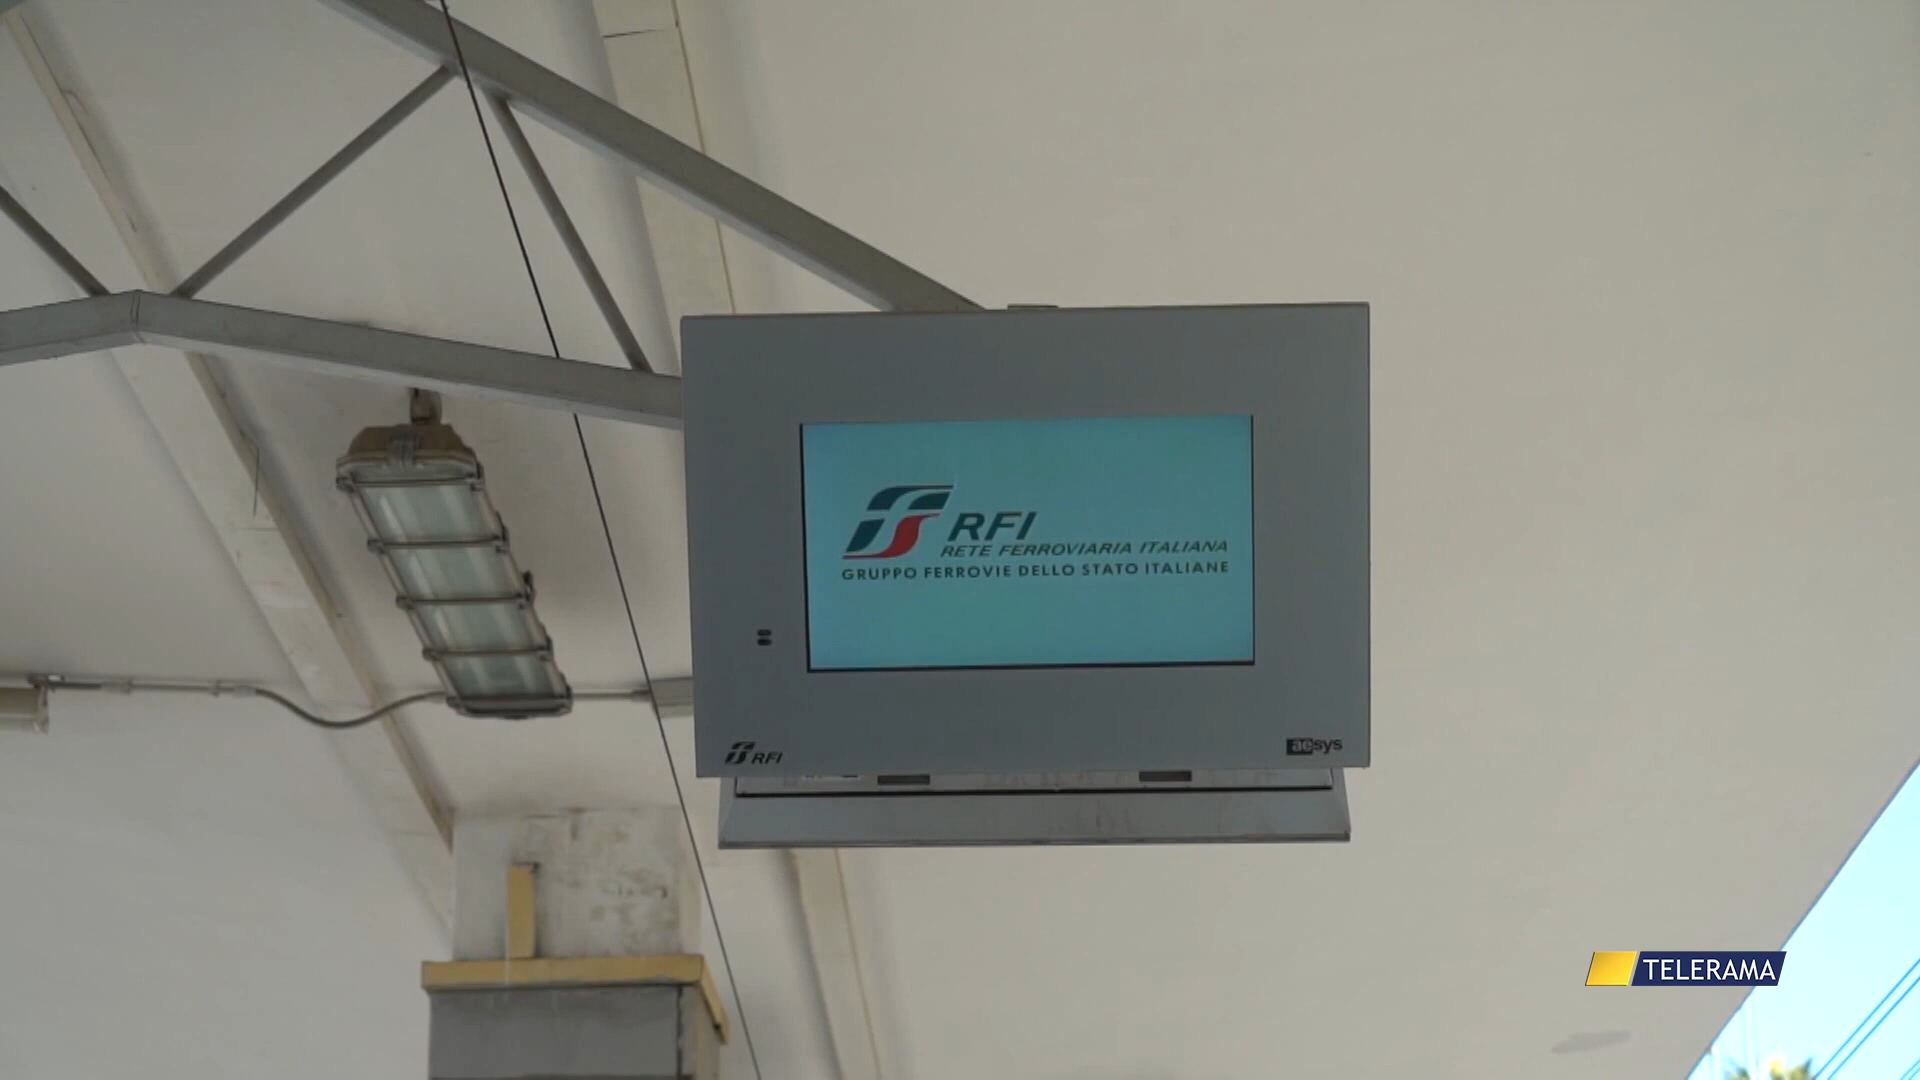 RFI
RETE FERROVIARIA ITALIANA
GRUPPO FERROVIE DELLO STATO ITALIANE
RFI
aesys
TELERAMA